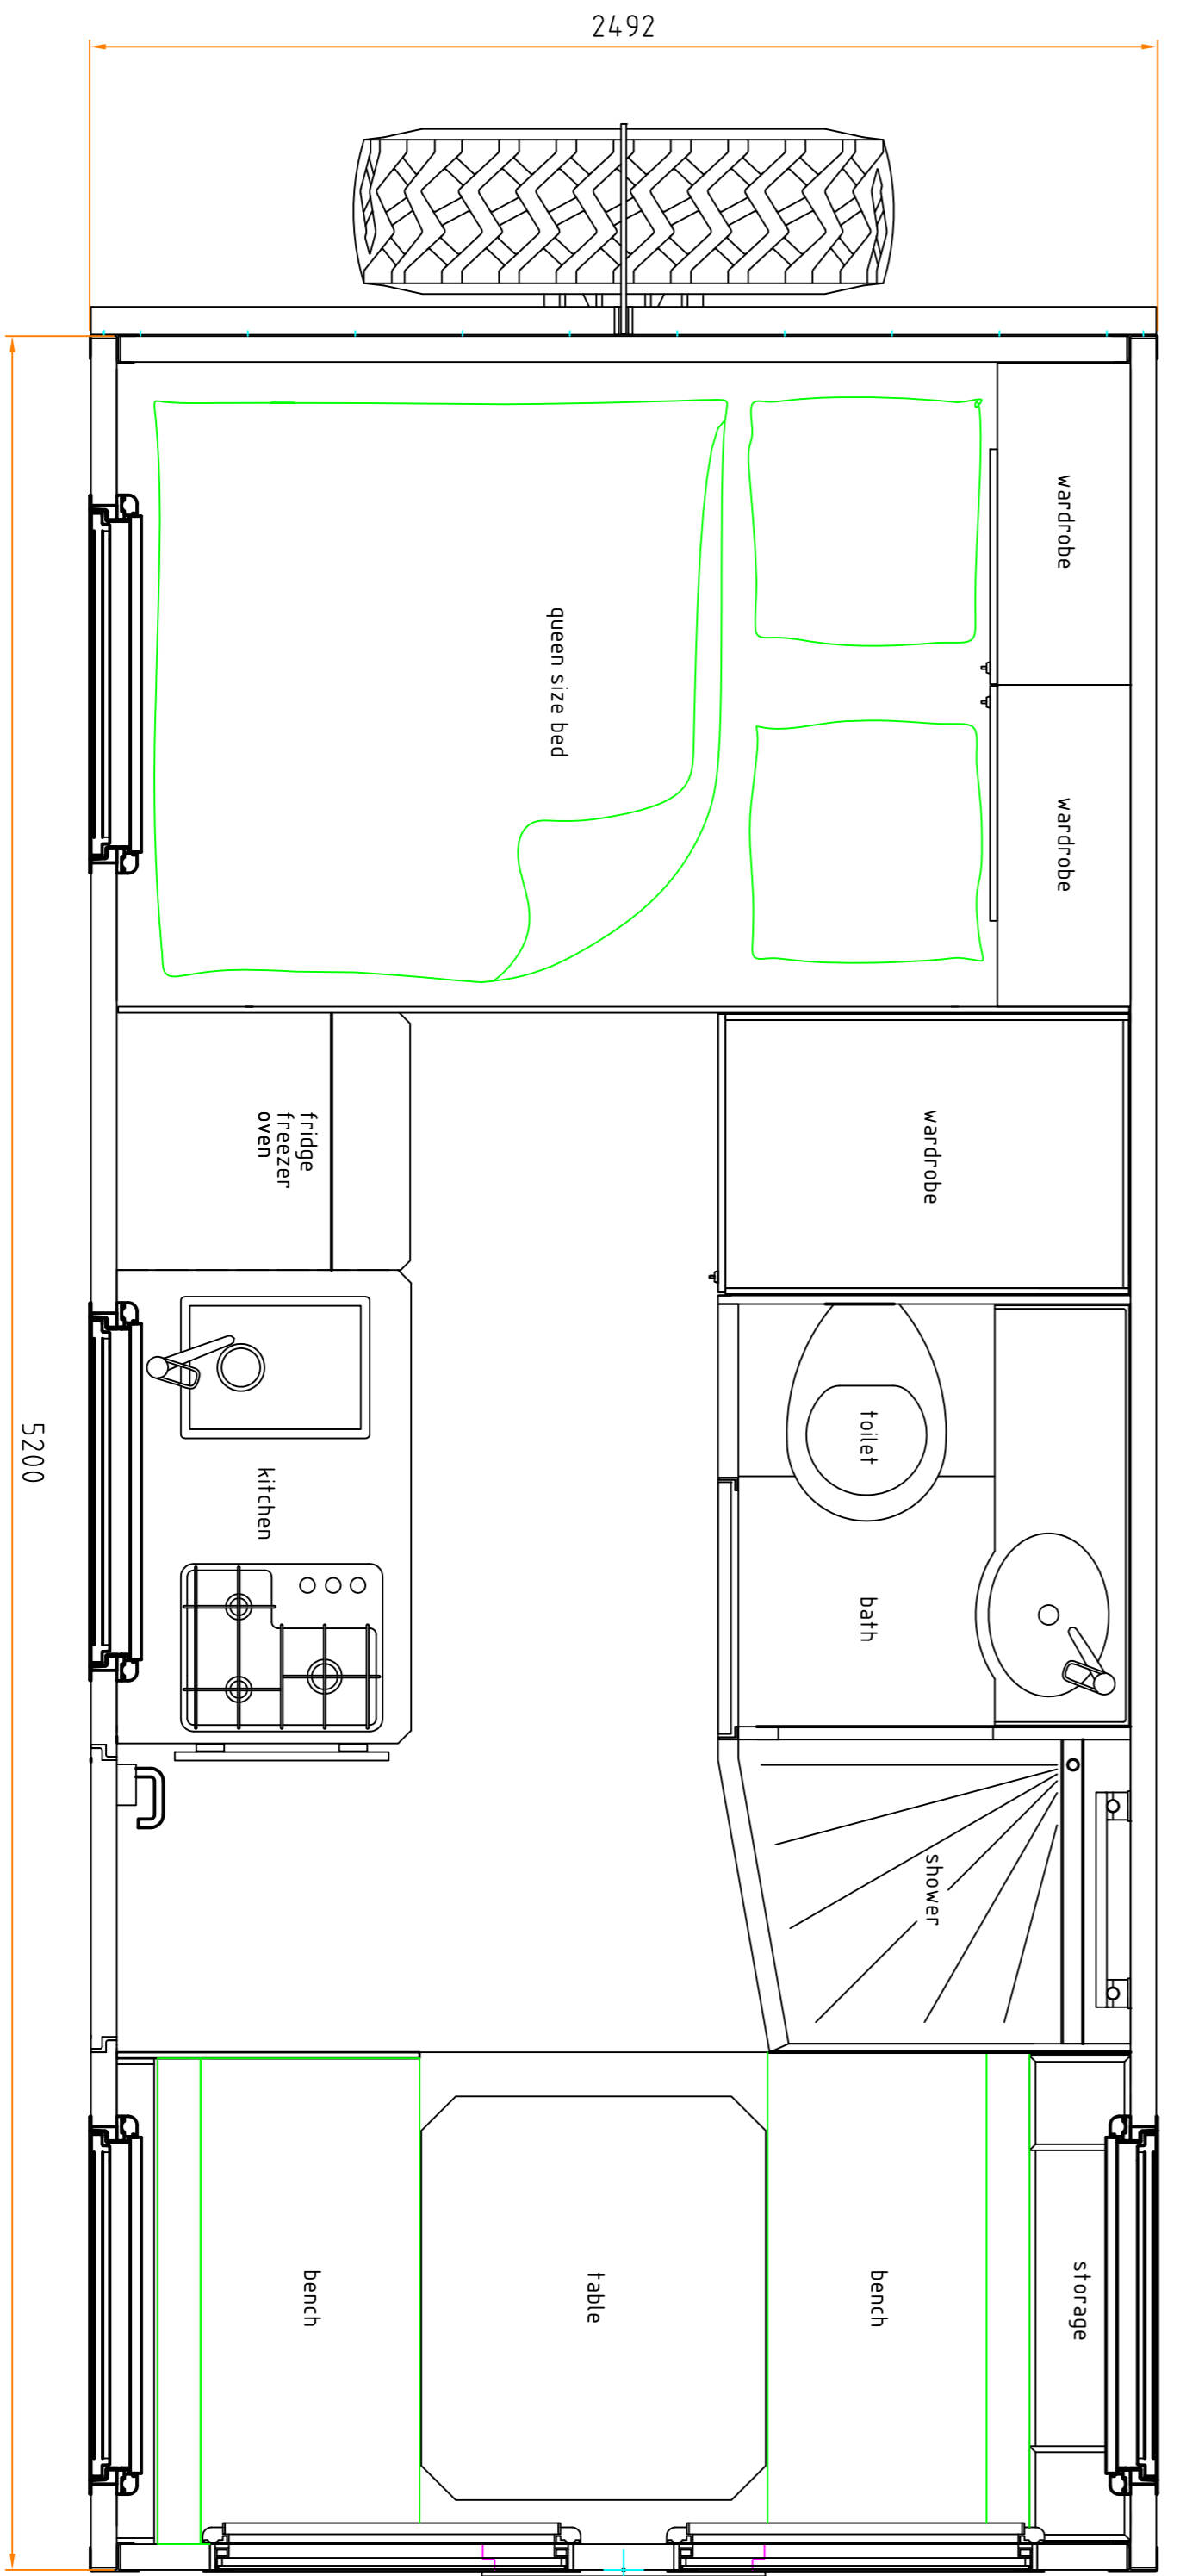 2492
wardrobe
queen size bed
wardrobe
wardrobe
fridge
freezer
oven
toilet
5200
kitchen
bath
shower
storage
bench
table
bench